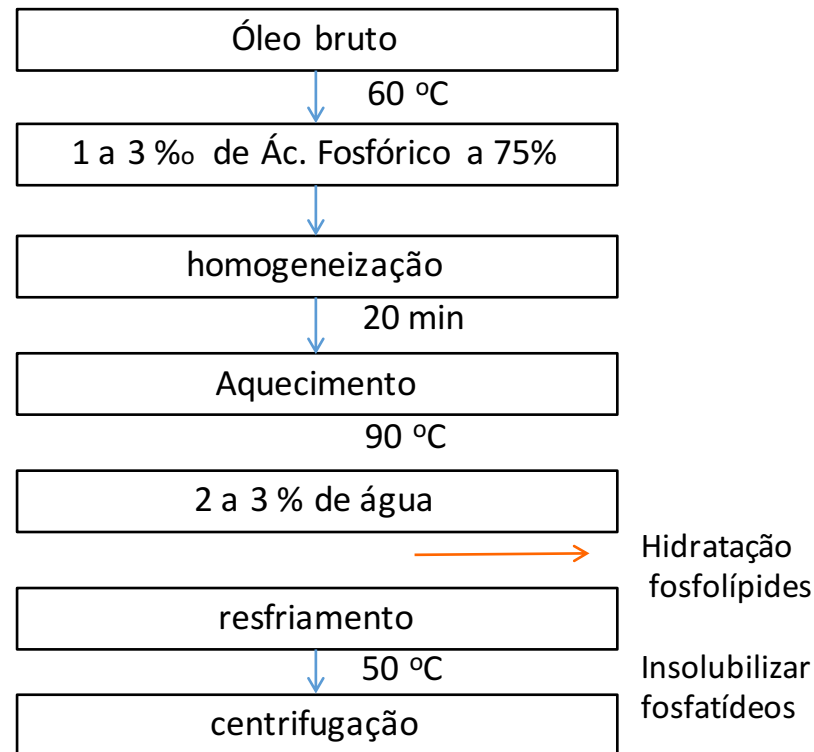 Óleo bruto
60 ºC
1 a 3 ‰ de Ác. Fosfórico a 75%
homogeneização
20 min
Aquecimento
90 ºC
2 a 3 % de água
Hidratação
fosfolípides
resfriamento
50 ºC
Insolubilizar
fosfatídeos
centrifugação